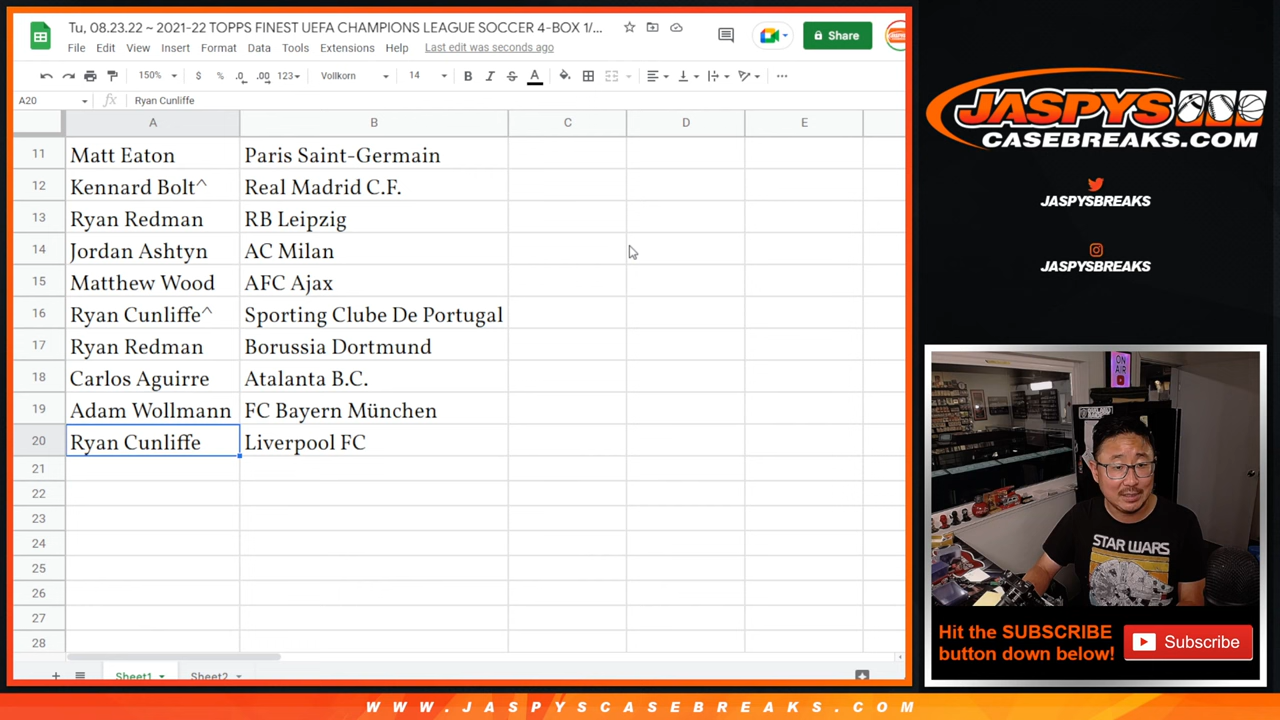 Tu, 08.23.22 ~ 2021-22 TOPPS FINEST UEFA CHAMPIONS LEAGUE SOCCER 4-BOX 1/...
File Edit View Insert Format Data Tools Extensions Help Last edit was seconds ago
Share
150% $ % .0 .00 123 Vollkorn 14 B I S A
A20 fx Ryan Cunliffe
A B C D E
11 Matt Eaton Paris Saint-Germain
12 Kennard Bolt^ Real Madrid C.F.
13 Ryan Redman RB Leipzig
14 Jordan Ashtyn AC Milan
15 Matthew Wood AFC Ajax
16 Ryan Cunliffe^ Sporting Clube De Portugal
17 Ryan Redman Borussia Dortmund
18 Carlos Aguirre Atalanta B.C.
19 Adam Wollmann FC Bayern München
20 Ryan Cunliffe Liverpool FC
21
22
23
24
25
26
27
28
Sheet1 Sheet2
JASPYS
CASEBREAKS.COM
JASPYSBREAKS
JASPYSBREAKS
ON
AIR
STAR WARS
Hit the SUBSCRIBE
button down below!
Subscribe
WWW.JASPYSCASEBREAKS.COM